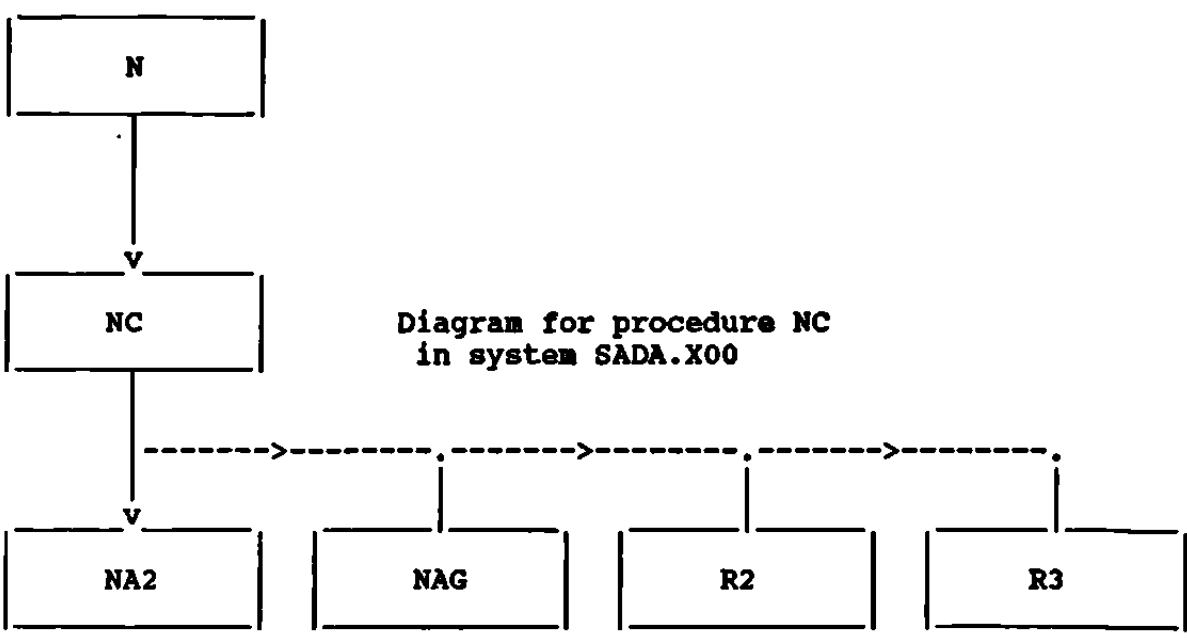 N
NC
Diagram for procedure NC
in system SADA.X00
NA2 NAG R2 R3